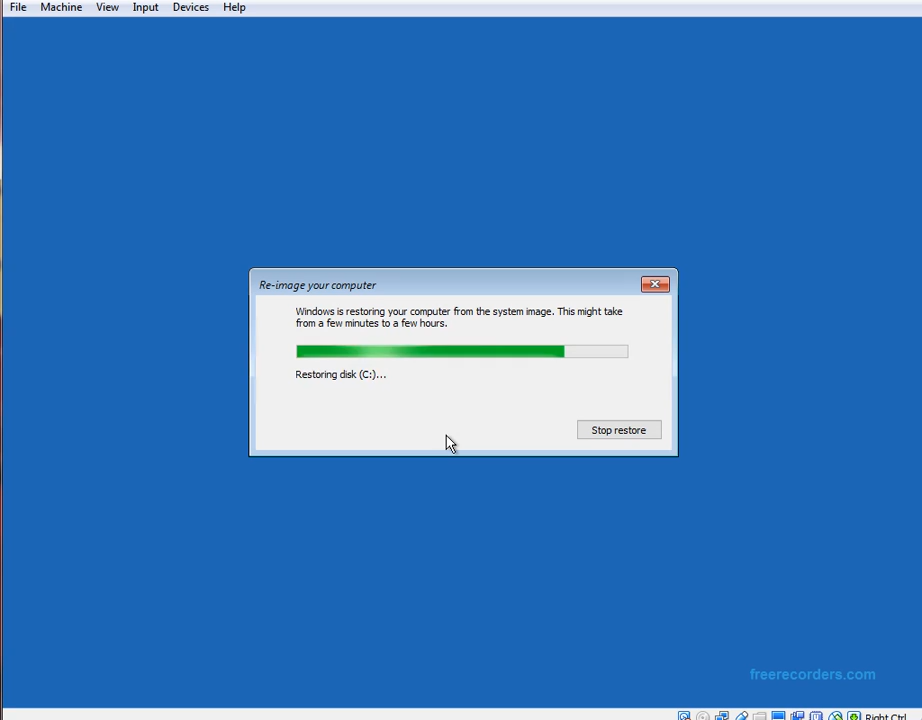 File Machine View Input Devices Help
Re-image your computer
Windows is restoring your computer from the system image. This might take
from a few minutes to a few hours.
Restoring disk (C:)...
Stop restore
freerecorders.com
Right Ctrl